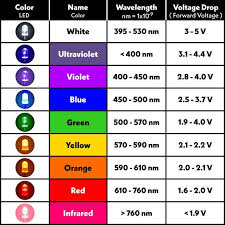 Color Name Wavelength Voltage Drop
LED Color nm = 1x10⁻⁹ ( Forward Voltage )
White 395 - 530 nm 3 - 5 V
Ultraviolet < 400 nm 3.1 - 4.4 V
Violet 400 - 450 nm 2.8 - 4.0 V
Blue 450 - 500 nm 2.5 - 3.7 V
Green 500 - 570 nm 1.9 - 4.0 V
Yellow 570 - 590 nm 2.1 - 2.2 V
Orange 590 - 610 nm 2.0 - 2.1 V
Red 610 - 760 nm 1.6 - 2.0 V
Infrared > 760 nm < 1.9 V